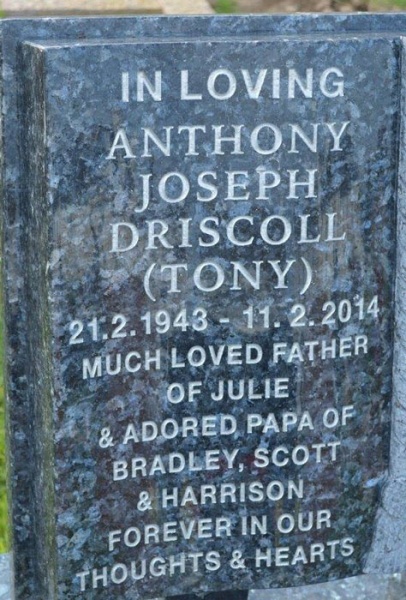 IN LOVING
ANTHONY
JOSEPH
DRISCOLL
(TONY)
21.2.1943 - 11.2.2014
MUCH LOVED FATHER
OF JULIE
& ADORED PAPA OF
BRADLEY, SCOTT
& HARRISON
FOREVER IN OUR
THOUGHTS & HEARTS